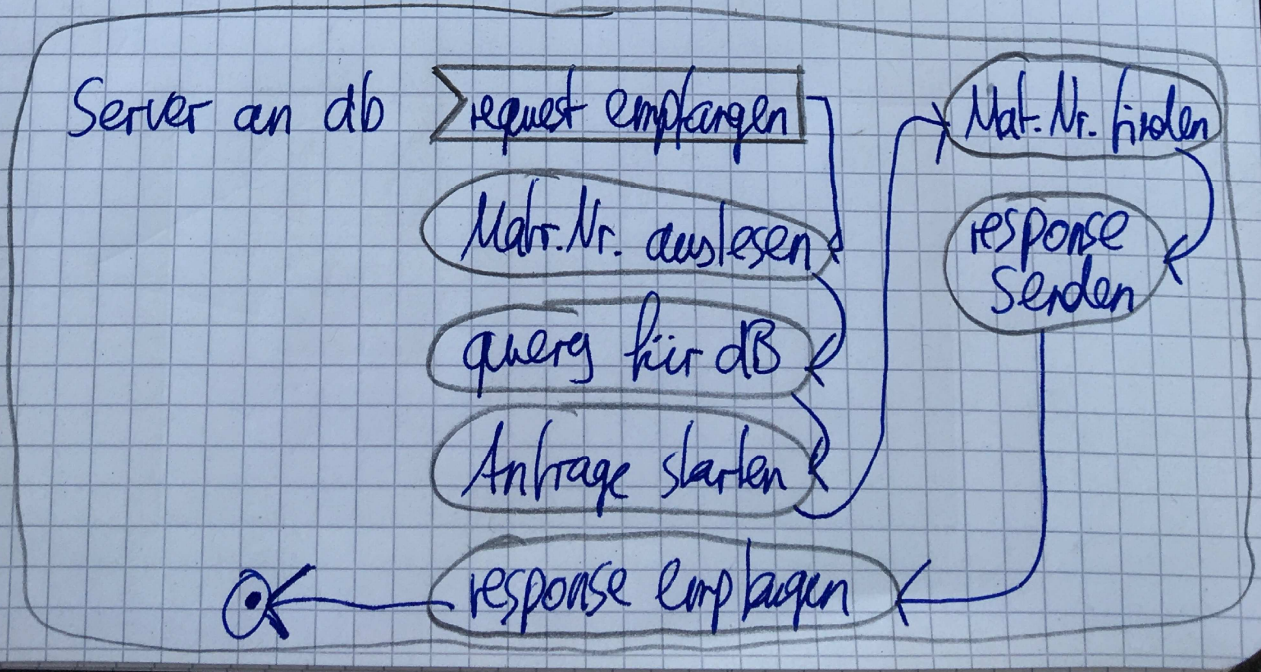 Server an db
request empfangen
Matr.Nr. auslesen
query für dB
Anfrage starten
Mat.Nr. finden
response
senden
response empfagen